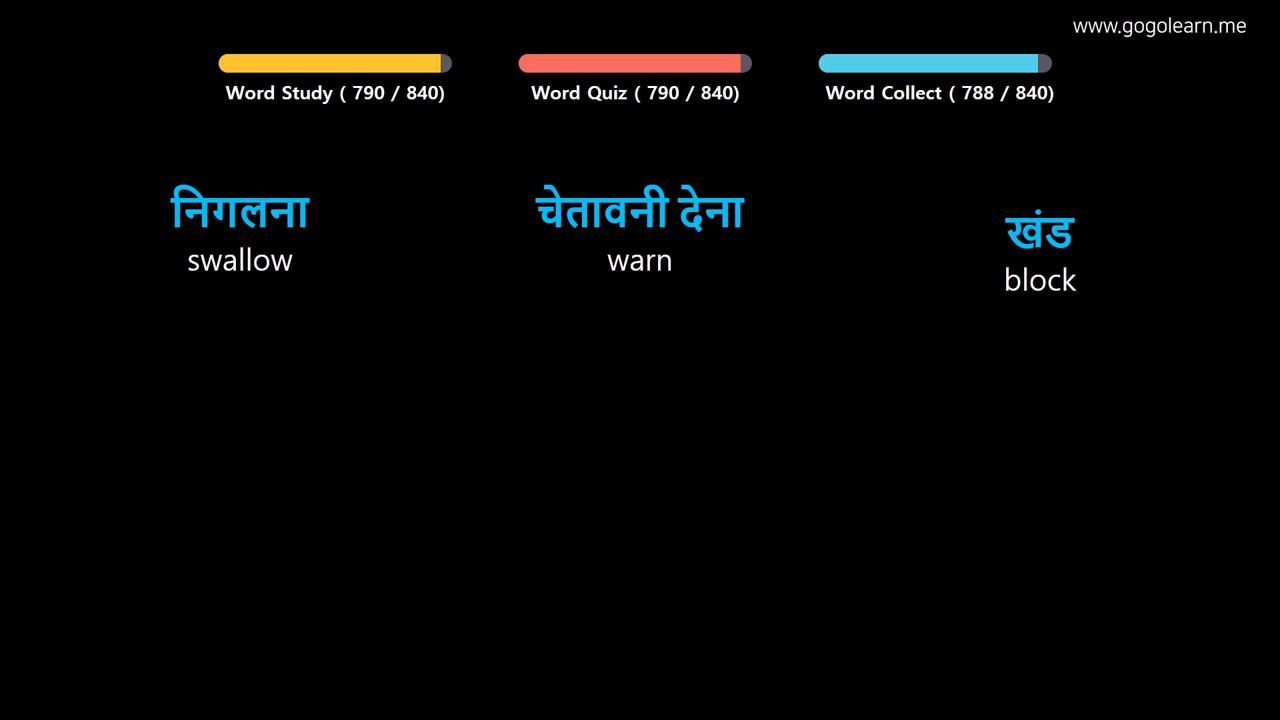 www.gogolearn.me
Word Study ( 790 / 840)
Word Quiz ( 790 / 840)
Word Collect ( 788 / 840)
निगलना
swallow
चेतावनी देना
warn
खंड
block